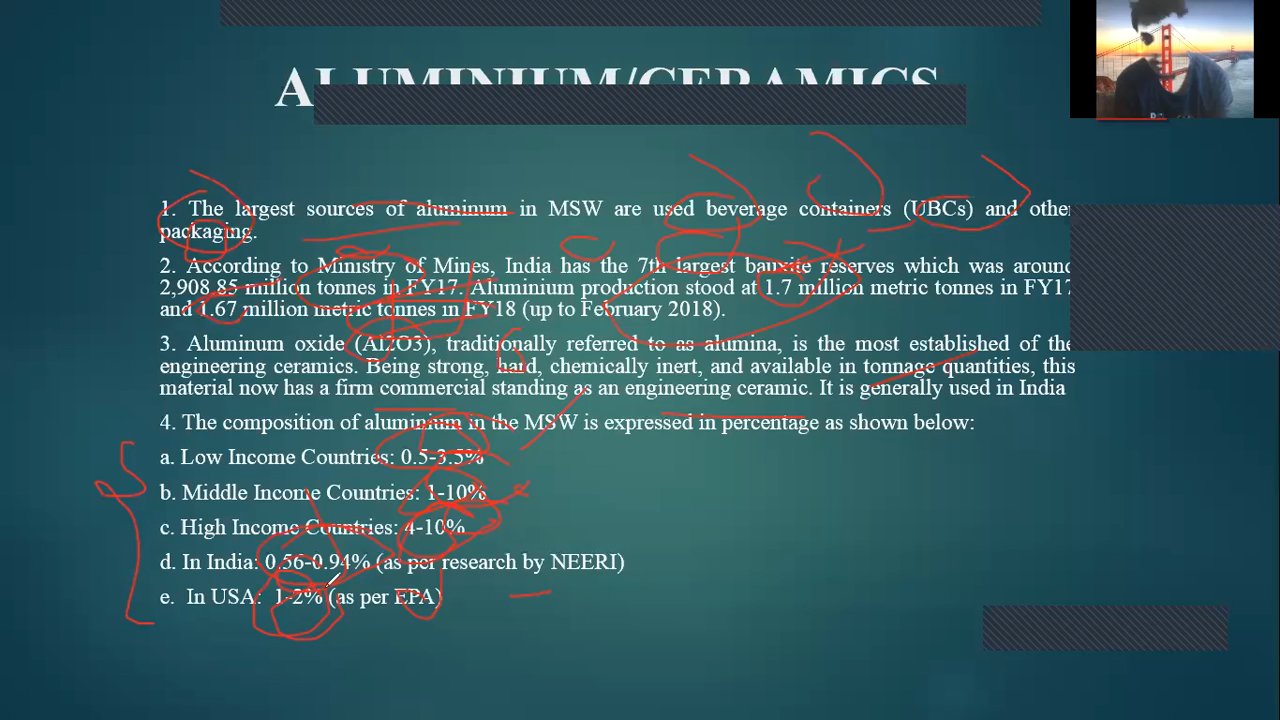 ALUMINIUM/CERAMICS
1. The largest sources of aluminum in MSW are used beverage containers (UBCs) and other
packaging.
2. According to Ministry of Mines, India has the 7th largest bauxite reserves which was around
2,908.85 million tonnes in FY17. Aluminium production stood at 1.7 million metric tonnes in FY17
and 1.67 million metric tonnes in FY18 (up to February 2018).
3. Aluminum oxide (Al2O3), traditionally referred to as alumina, is the most established of the
engineering ceramics. Being strong, hard, chemically inert, and available in tonnage quantities, this
material now has a firm commercial standing as an engineering ceramic. It is generally used in India
4. The composition of aluminium in the MSW is expressed in percentage as shown below:
a. Low Income Countries: 0.5-3.5%
b. Middle Income Countries: 1-10%
c. High Income Countries: 4-10%
d. In India: 0.56-0.94% (as per research by NEERI)
e. In USA: 1-2% (as per EPA)